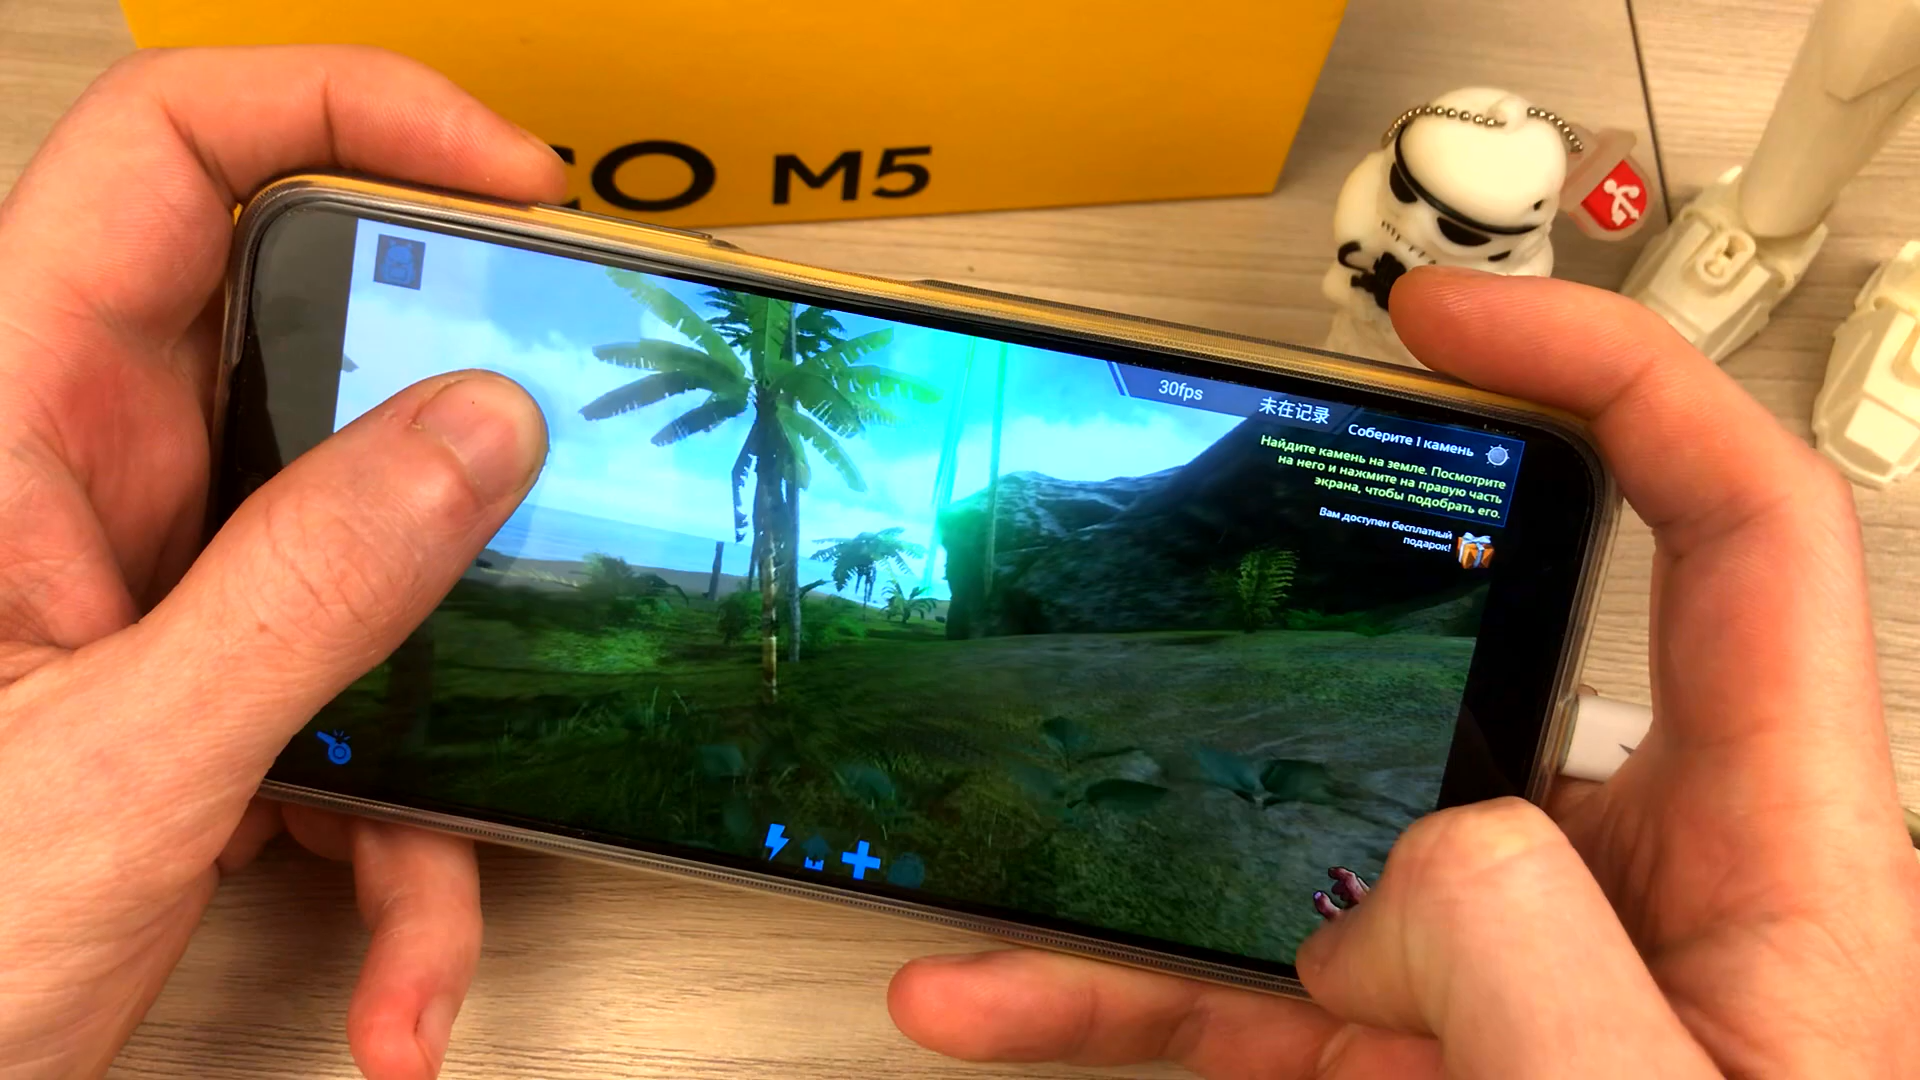 CO M5
30fps
未在记录
Соберите 1 камень
Найдите камень на земле. Посмотрите
на него и нажмите на правую часть
экрана, чтобы подобрать его.
Вам доступен бесплатный
подарок!